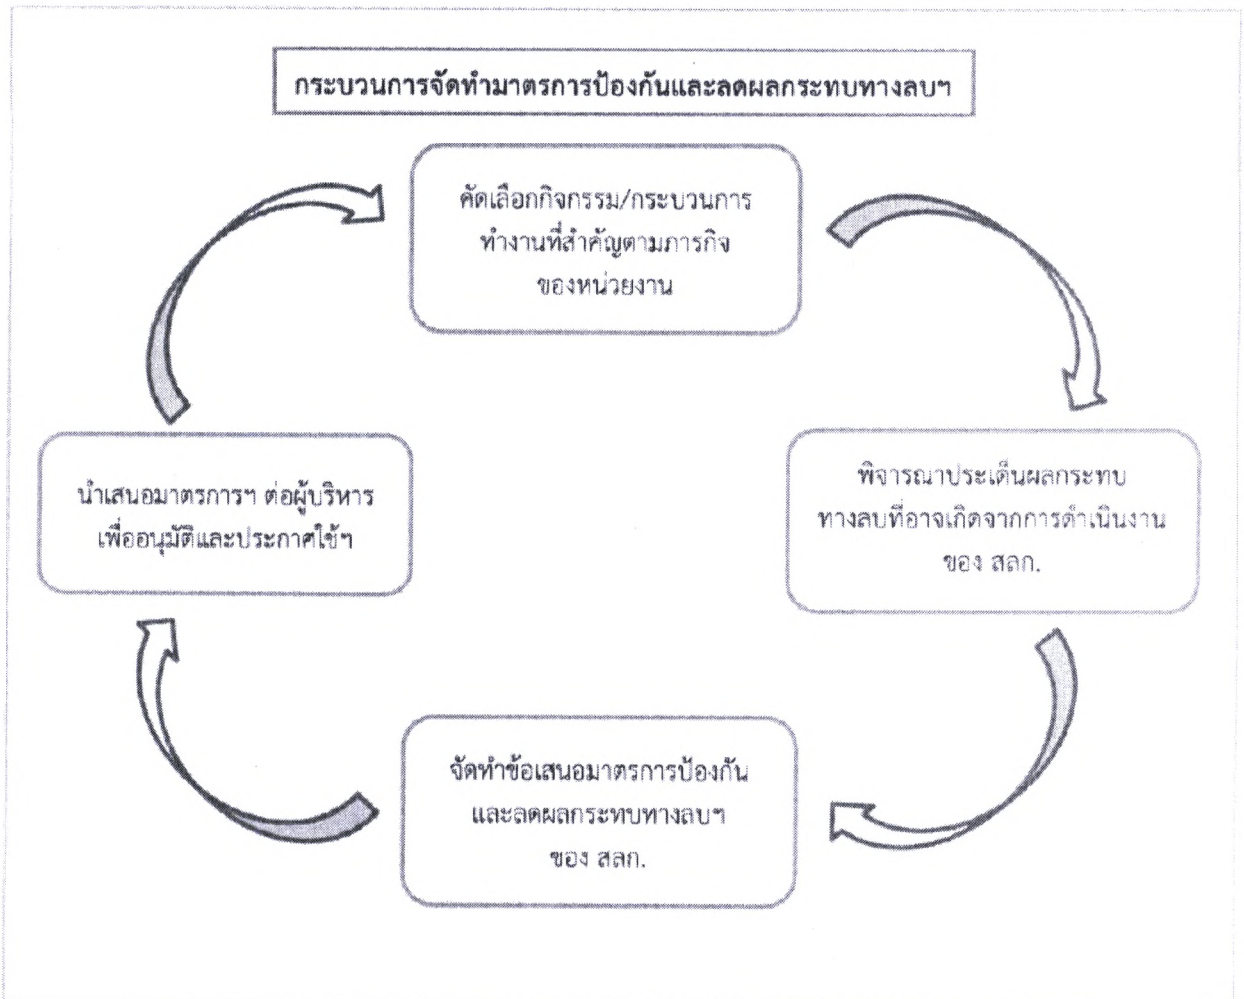 กระบวนการจัดทำมาตรการป้องกันและลดผลกระทบทางลบฯ
คัดเลือกกิจกรรม/กระบวนการ
ทำงานที่สำคัญตามภารกิจ
ของหน่วยงาน
พิจารณาประเด็นผลกระทบ
ทางลบที่อาจเกิดจากการดำเนินงาน
ของ สลก.
จัดทำข้อเสนอมาตรการป้องกัน
และลดผลกระทบทางลบฯ
ของ สลก.
นำเสนอมาตรการฯ ต่อผู้บริหาร
เพื่ออนุมัติและประกาศใช้ฯ